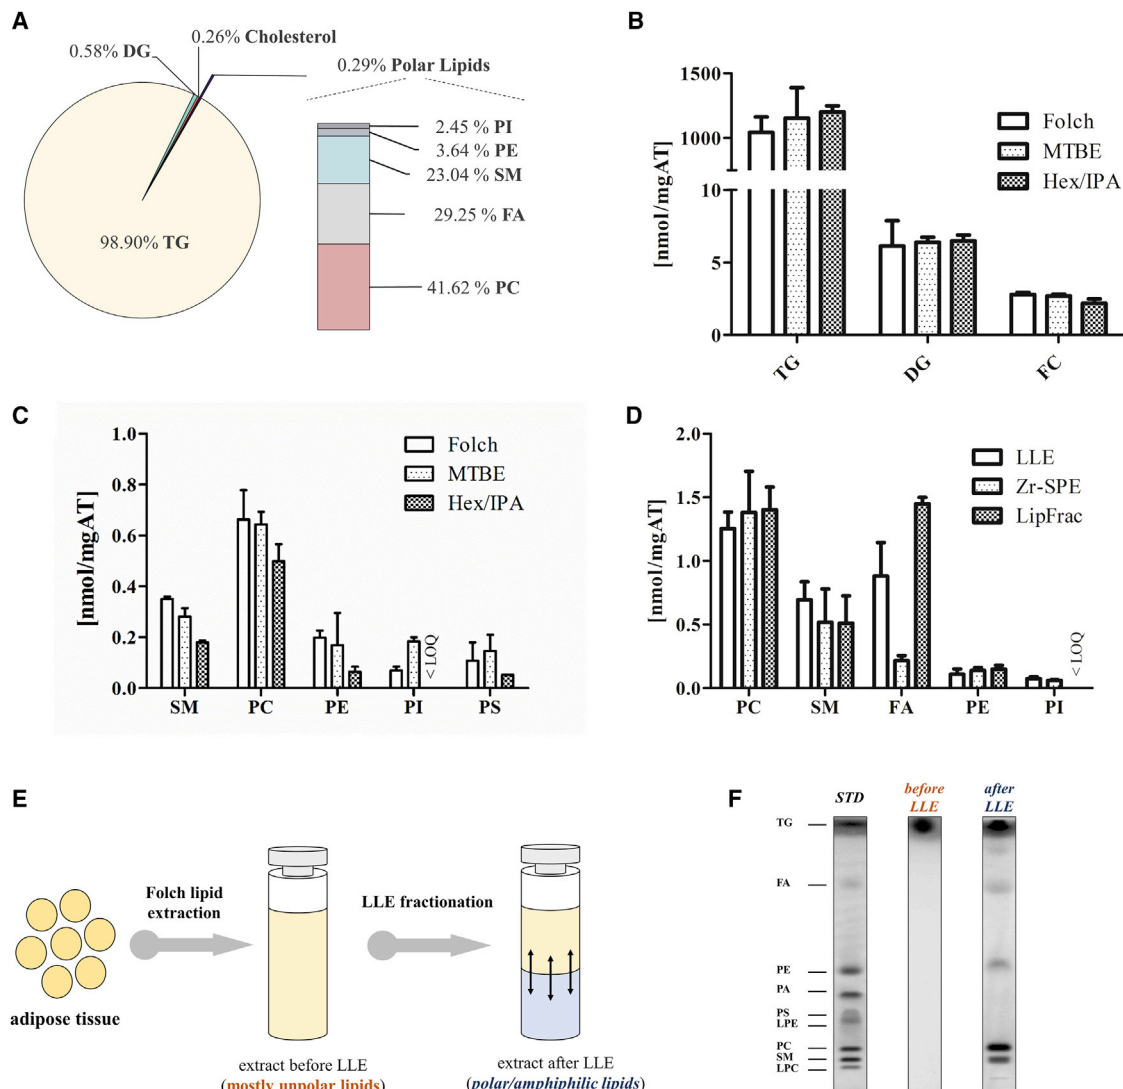 A
0.26% Cholesterol
0.58% DG
0.29% Polar Lipids
2.45 % PI
3.64 % PE
23.04 % SM
29.25 % FA
98.90% TG
41.62 % PC
B
[nmol/mgAT]
1500
1000
10
5
0
Folch
MTBE
Hex/IPA
TG
DG
FC
C
[nmol/mgAT]
1.0
0.8
0.6
0.4
0.2
0.0
Folch
MTBE
Hex/IPA
< LOQ
SM
PC
PE
PI
PS
D
[nmol/mgAT]
2.0
1.5
1.0
0.5
0.0
LLE
Zr-SPE
LipFrac
< LOQ
PC
SM
FA
PE
PI
E
Folch lipid
extraction
LLE fractionation
adipose tissue
extract before LLE
(mostly unpolar lipids)
extract after LLE
(polar/amphiphilic lipids)
F
STD
before
LLE
after
LLE
TG
FA
PE
PA
PS
LPE
PC
SM
LPC